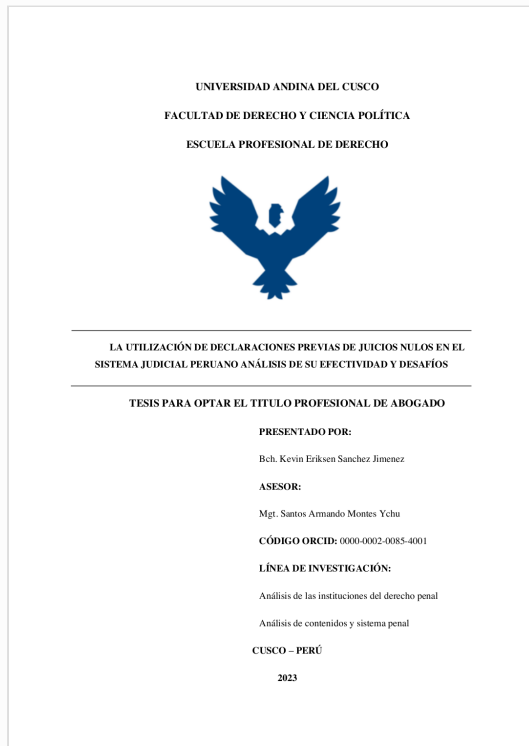 UNIVERSIDAD ANDINA DEL CUSCO
FACULTAD DE DERECHO Y CIENCIA POLÍTICA
ESCUELA PROFESIONAL DE DERECHO
LA UTILIZACIÓN DE DECLARACIONES PREVIAS DE JUICIOS NULOS EN EL
SISTEMA JUDICIAL PERUANO ANÁLISIS DE SU EFECTIVIDAD Y DESAFÍOS
TESIS PARA OPTAR EL TITULO PROFESIONAL DE ABOGADO
PRESENTADO POR:
Bch. Kevin Eriksen Sanchez Jimenez
ASESOR:
Mgt. Santos Armando Montes Ychu
CÓDIGO ORCID: 0000-0002-0085-4001
LÍNEA DE INVESTIGACIÓN:
Análisis de las instituciones del derecho penal
Análisis de contenidos y sistema penal
CUSCO – PERÚ
2023